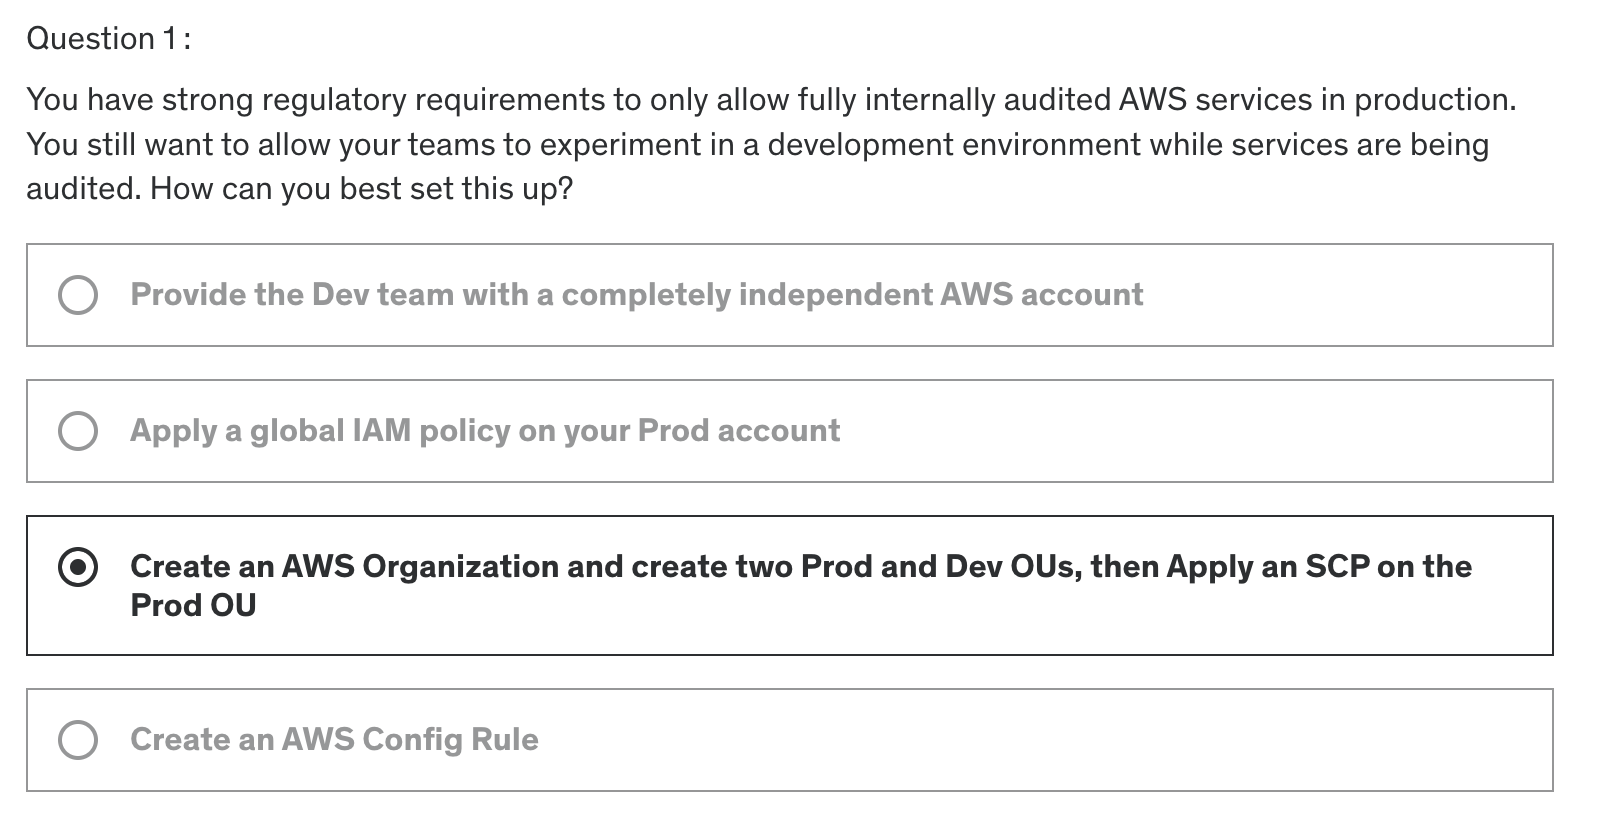 Question 1:
You have strong regulatory requirements to only allow fully internally audited AWS services in production.
You still want to allow your teams to experiment in a development environment while services are being
audited. How can you best set this up?
Provide the Dev team with a completely independent AWS account
Apply a global IAM policy on your Prod account
Create an AWS Organization and create two Prod and Dev OUs, then Apply an SCP on the
Prod OU
Create an AWS Config Rule